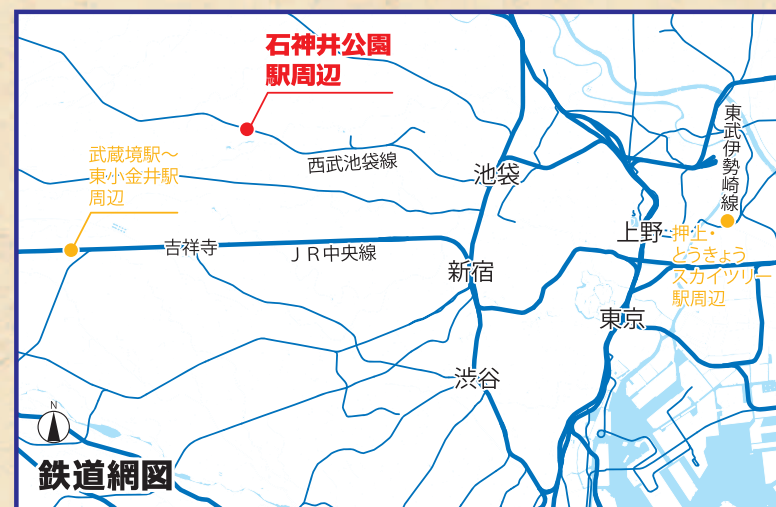 石神井公園
駅周辺
武蔵境駅～
東小金井駅
周辺
西武池袋線
池袋
東武伊勢崎線
上野
押上・
とうきょう
スカイツリー
駅周辺
吉祥寺
ＪＲ中央線
新宿
東京
渋谷
N
鉄道網図